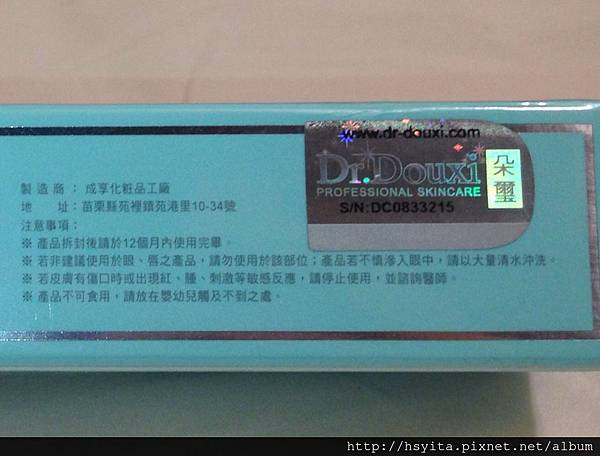 www.dr-douxi.com
Dr.Douxi
朵璽
PROFESSIONAL SKINCARE
S/N:DC0833215
製造商：成享化粧品工廠
地址：苗栗縣苑裡鎮苑港里10-34號
注意事項：
※ 產品拆封後請於12個月內使用完畢。
※ 若非建議使用於眼、唇之產品，請勿使用於該部位；產品若不慎滲入眼中，請以大量清水沖洗。
※ 若皮膚有傷口時或出現紅、腫、刺激等敏感反應，請停止使用，並諮詢醫師。
※ 產品不可食用，請放在嬰幼兒觸及不到之處。
http://hsyita.pixnet.net/album